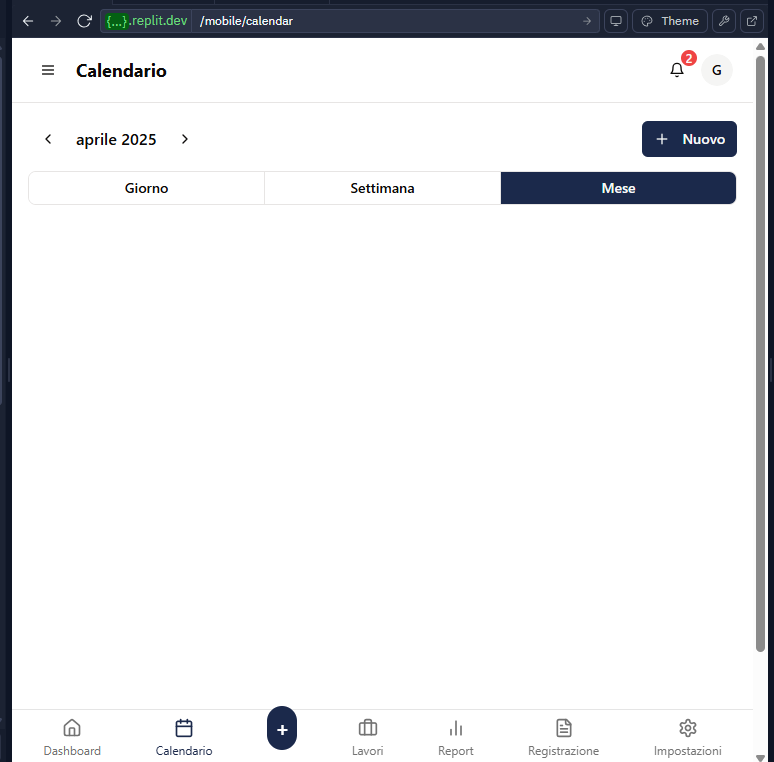 {...}.replit.dev /mobile/calendar Theme
Calendario 2 G
aprile 2025 + Nuovo
Giorno Settimana Mese
+
Dashboard Calendario Lavori Report Registrazione Impostazioni